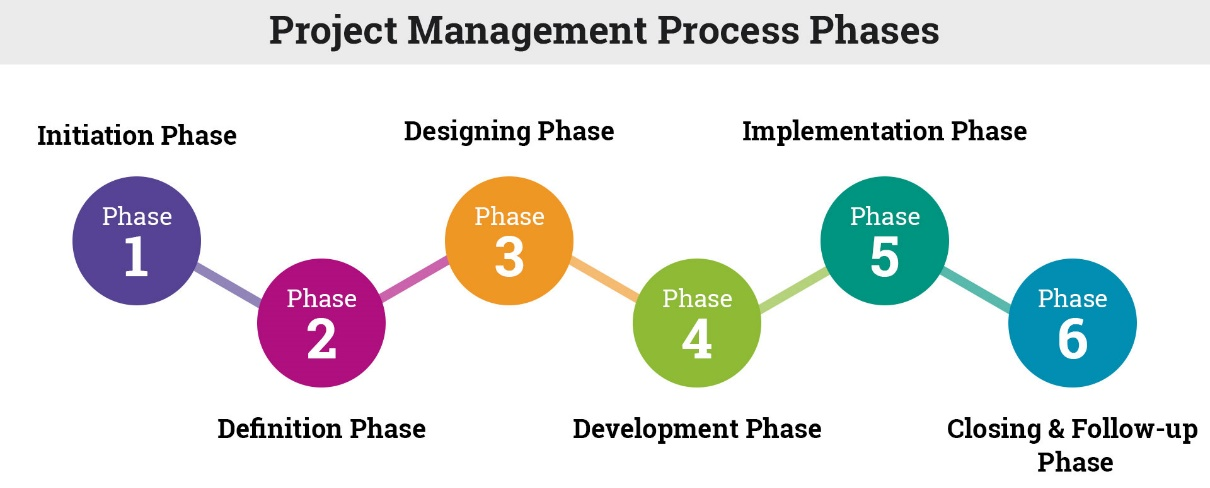 Project Management Process Phases
Initiation Phase
Phase
1
Phase
2
Definition Phase
Designing Phase
Phase
3
Phase
4
Development Phase
Implementation Phase
Phase
5
Phase
6
Closing & Follow-up
Phase